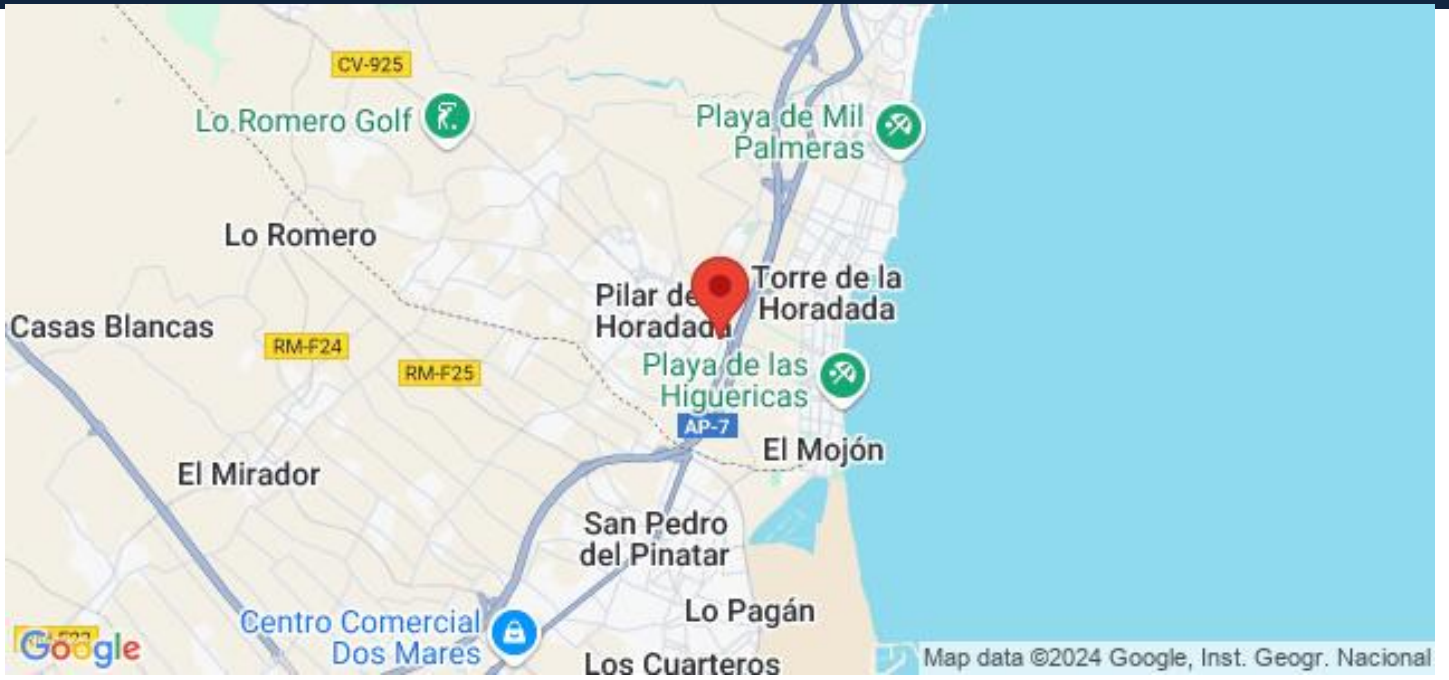 CV-925
Lo Romero Golf
Playa de Mil
Palmeras
Lo Romero
Torre de la
Horadada
Pilar de
Horadada
Casas Blancas
RM-F24
RM-F25
Playa de las
Higuericas
AP-7
El Mojón
El Mirador
San Pedro
del Pinatar
Lo Pagán
Centro Comercial
Dos Mares
Los Cuarteros
Google
Map data ©2024 Google, Inst. Geogr. Nacional